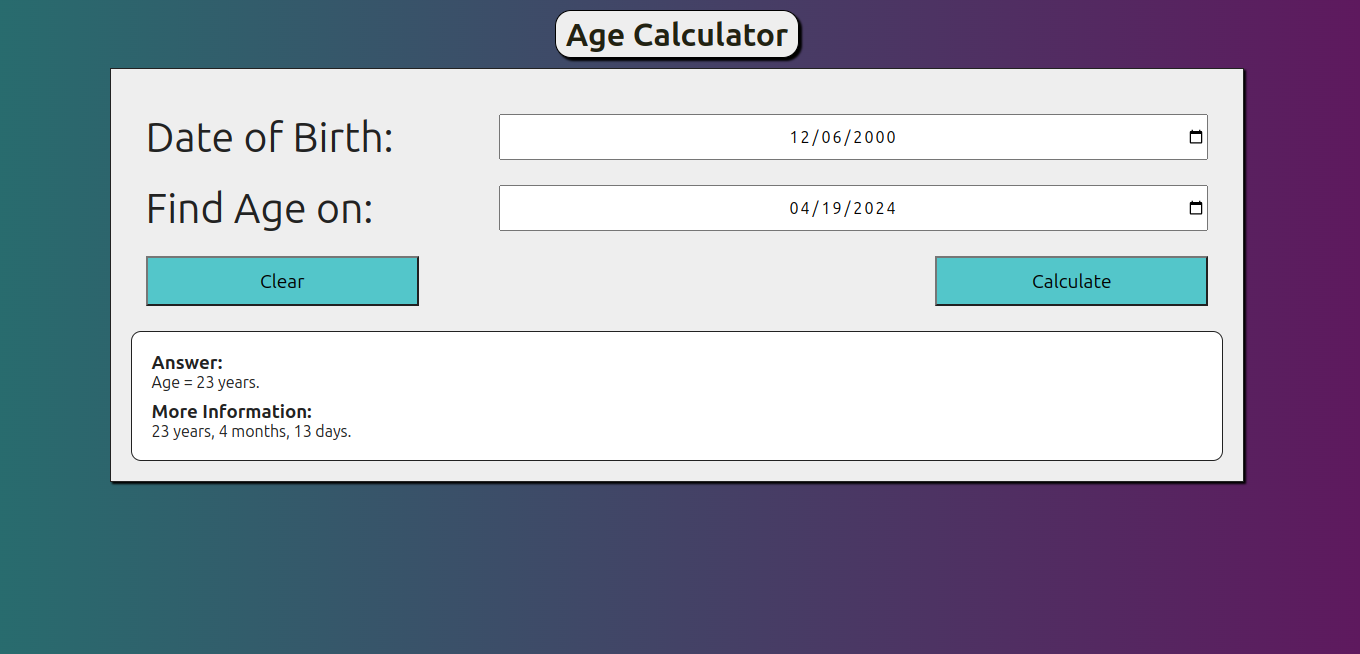 Age Calculator
Date of Birth: 12/06/2000
Find Age on: 04/19/2024
Clear Calculate
Answer:
Age = 23 years.
More Information:
23 years, 4 months, 13 days.